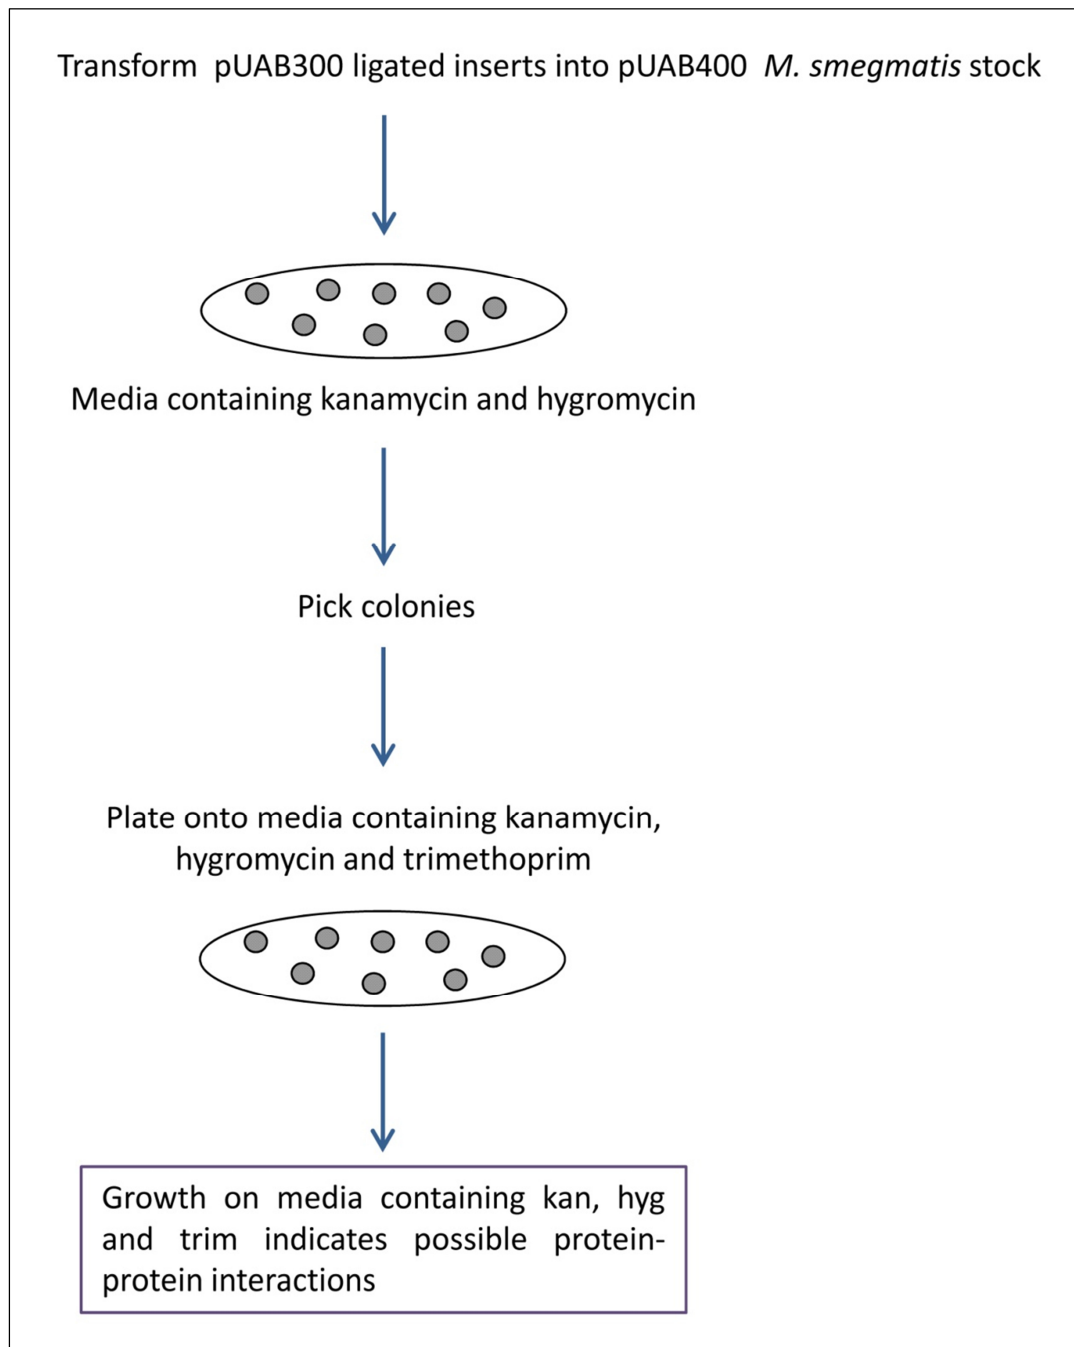 Transform pUAB300 ligated inserts into pUAB400 M. smegmatis stock
Media containing kanamycin and hygromycin
Pick colonies
Plate onto media containing kanamycin,
hygromycin and trimethoprim
Growth on media containing kan, hyg
and trim indicates possible protein-
protein interactions